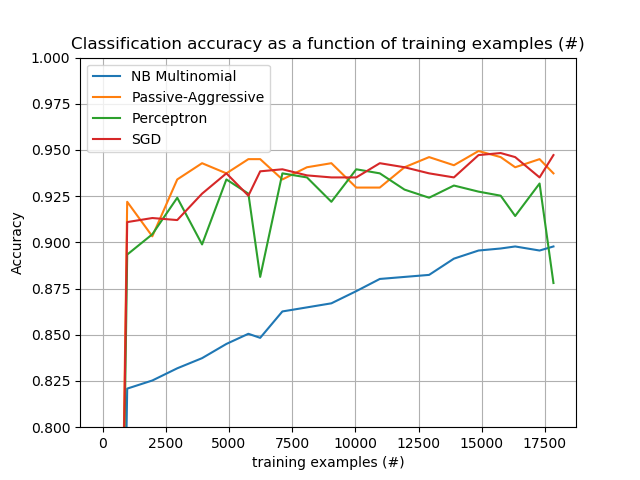 Classification accuracy as a function of training examples (#)
1.000
0.975
0.950
0.925
0.900
0.875
0.850
0.825
0.800
Accuracy
NB Multinomial
Passive-Aggressive
Perceptron
SGD
0 2500 5000 7500 10000 12500 15000 17500
training examples (#)